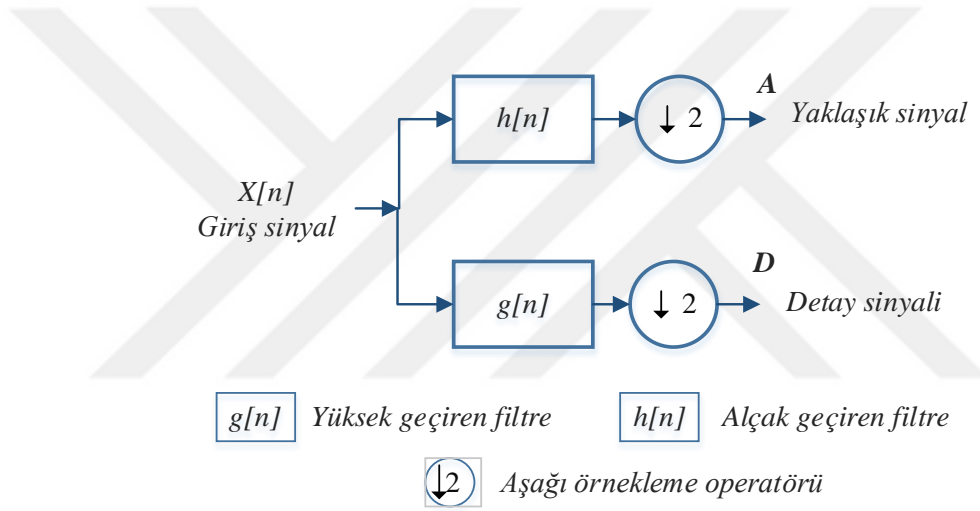 h[n]
↓ 2
A
Yaklaşık sinyal
X[n]
Giriş sinyal
g[n]
↓ 2
D
Detay sinyali
g[n] Yüksek geçiren filtre
h[n] Alçak geçiren filtre
↓2 Aşağı örnekleme operatörü